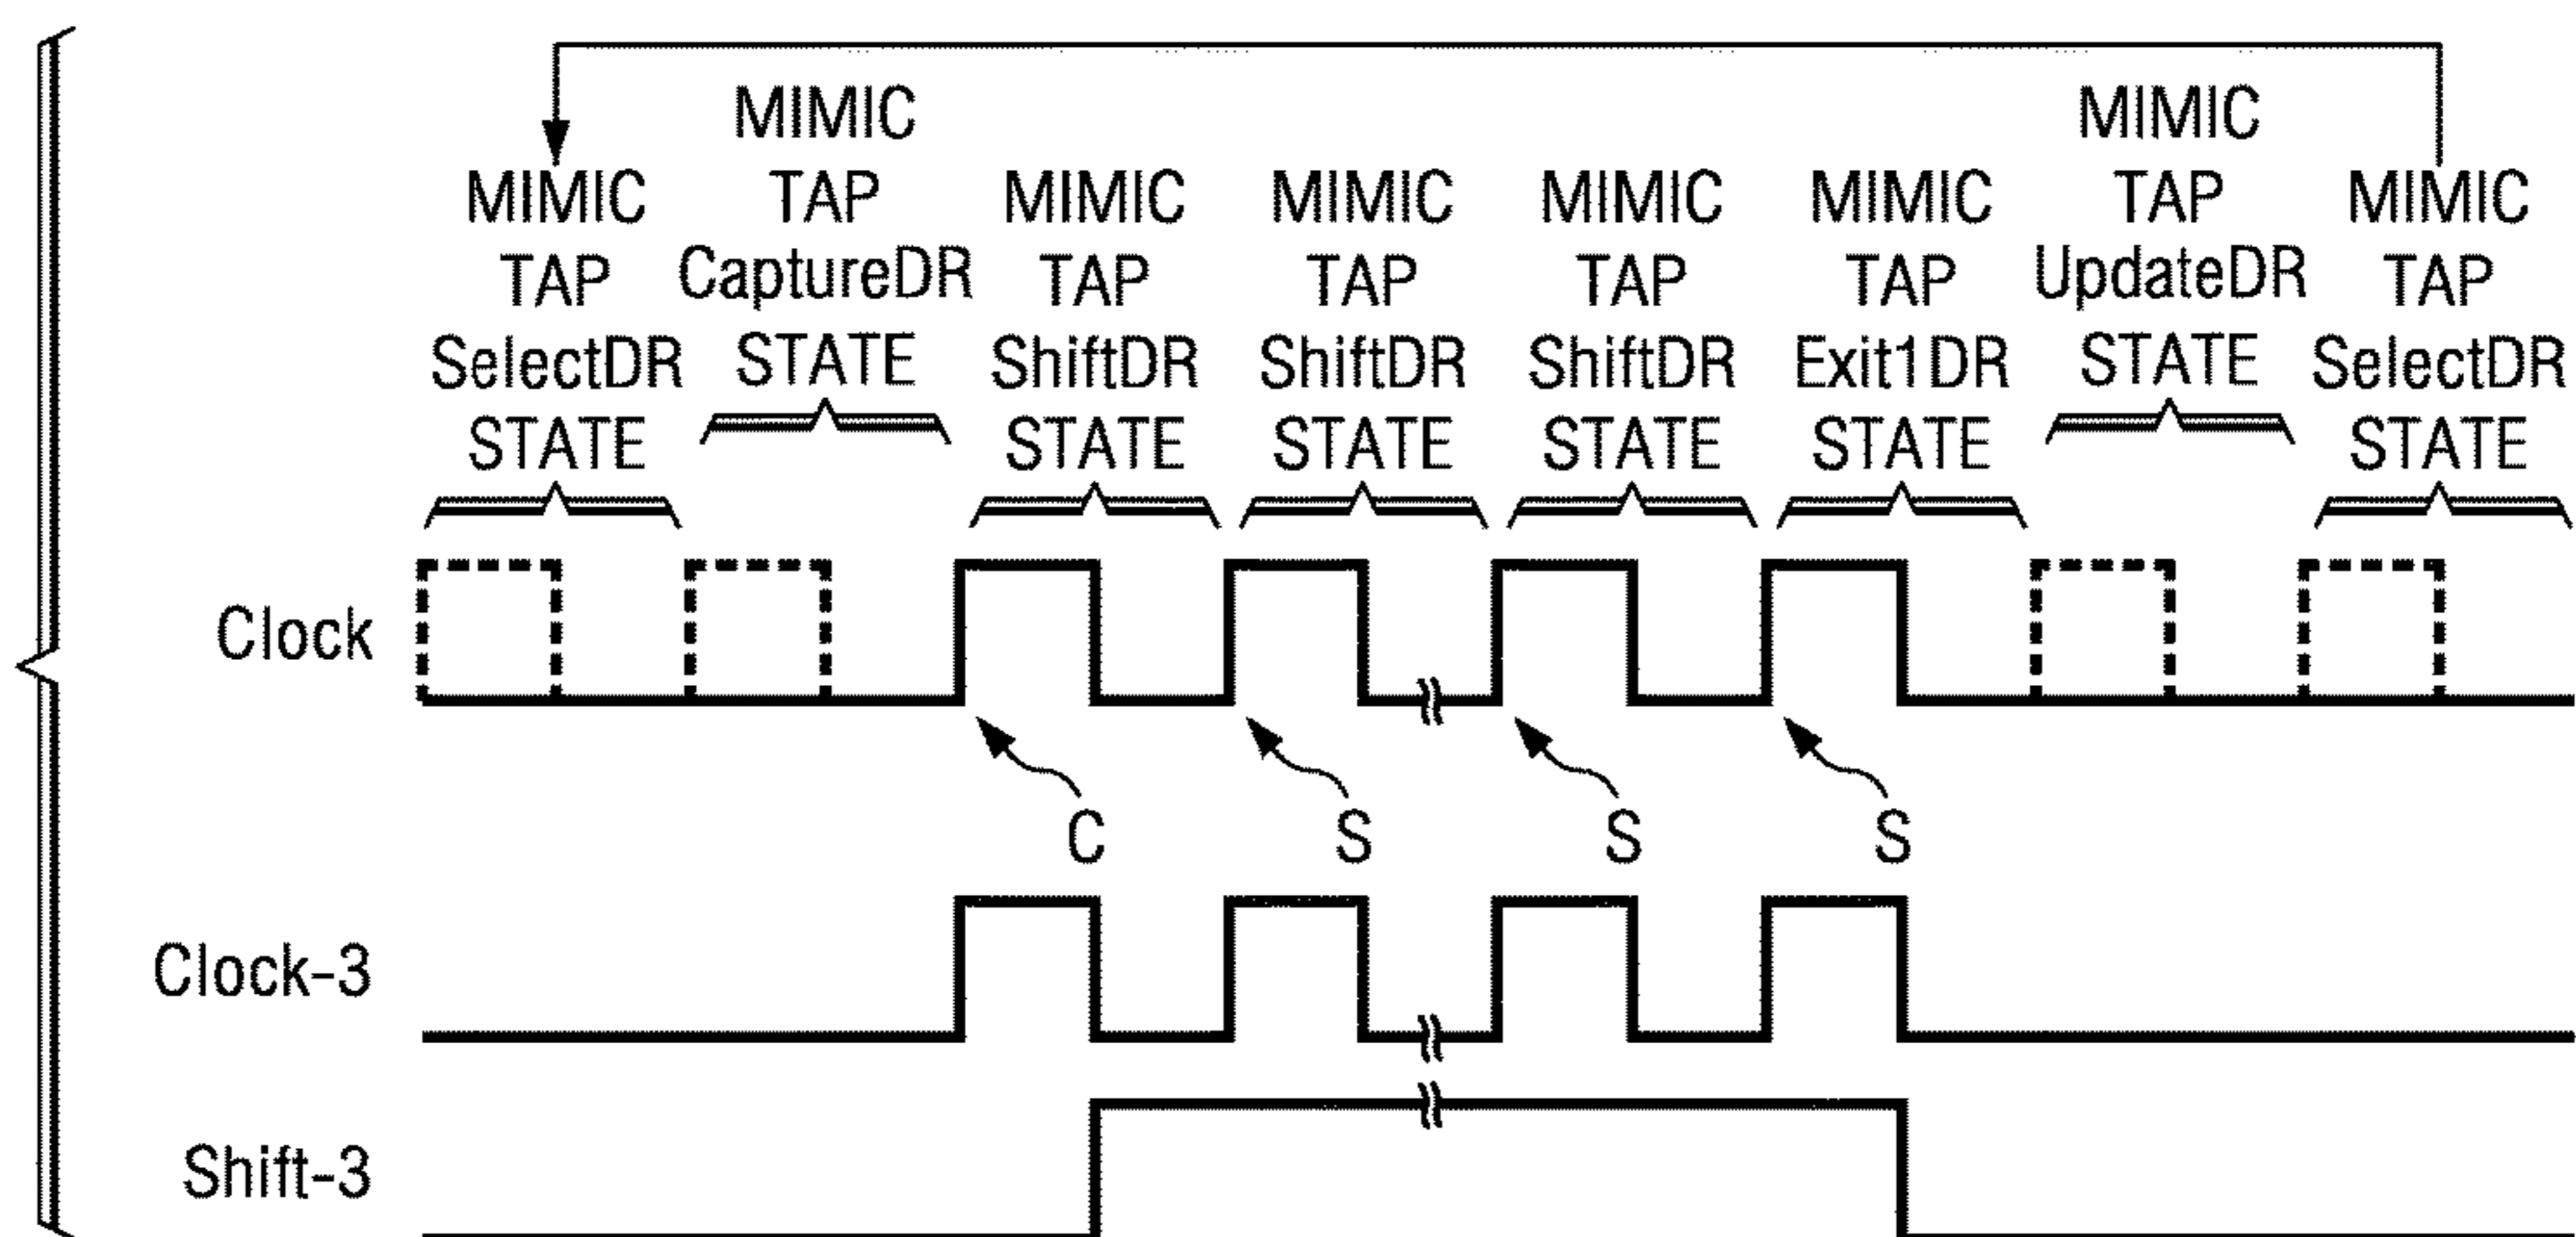 MIMIC
TAP
SelectDR
STATE
MIMIC
TAP
CaptureDR
STATE
MIMIC
TAP
ShiftDR
STATE
MIMIC
TAP
ShiftDR
STATE
MIMIC
TAP
ShiftDR
STATE
MIMIC
TAP
Exit1DR
STATE
MIMIC
TAP
UpdateDR
STATE
MIMIC
TAP
SelectDR
STATE
Clock
C
S
S
S
Clock-3
Shift-3